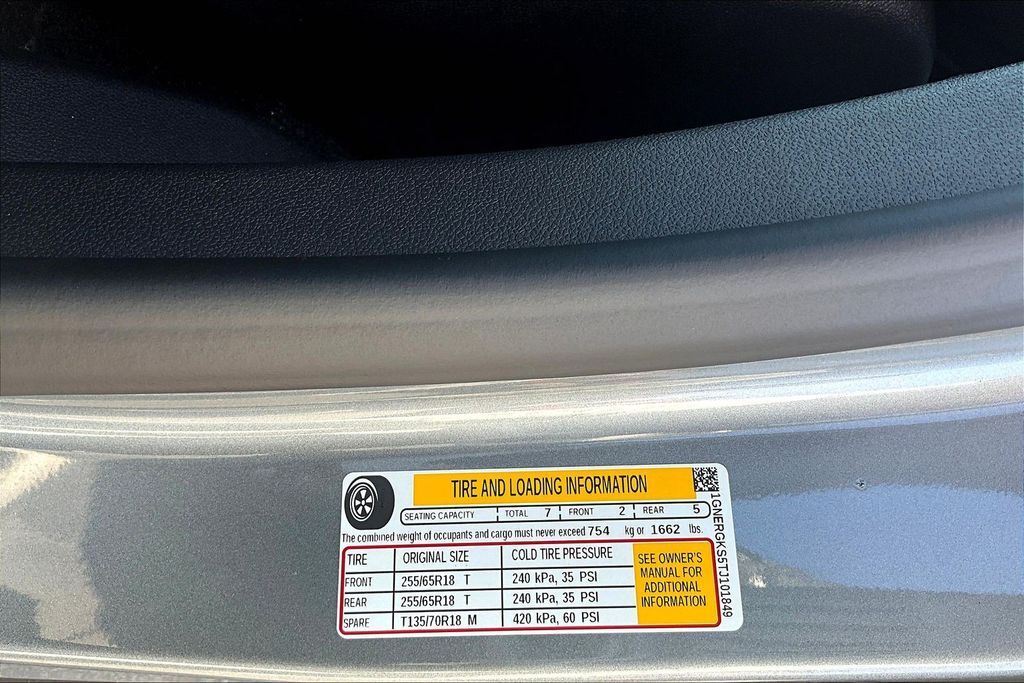 TIRE AND LOADING INFORMATION
SEATING CAPACITY TOTAL 7 FRONT 2 REAR 5
The combined weight of occupants and cargo must never exceed 754 kg or 1662 lbs.
TIRE ORIGINAL SIZE COLD TIRE PRESSURE
FRONT 255/65R18 T 240 kPa, 35 PSI
REAR 255/65R18 T 240 kPa, 35 PSI
SPARE T135/70R18 M 420 kPa, 60 PSI
SEE OWNER'S
MANUAL FOR
ADDITIONAL
INFORMATION
1GNERGKS5TJ101849